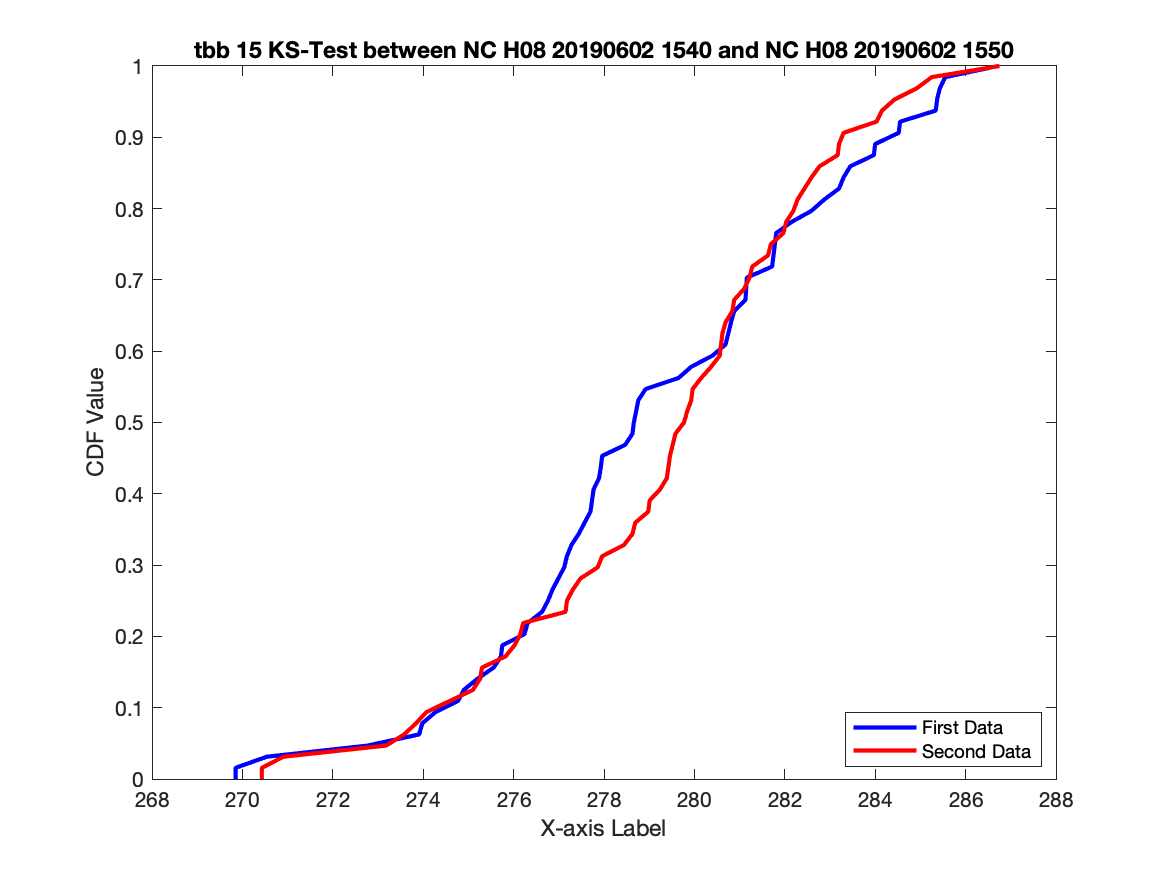 tbb 15 KS-Test between NC H08 20190602 1540 and NC H08 20190602 1550
1
0.9
0.8
0.7
0.6
0.5
0.4
0.3
0.2
0.1
0
CDF Value
First Data
Second Data
268 270 272 274 276 278 280 282 284 286 288
X-axis Label